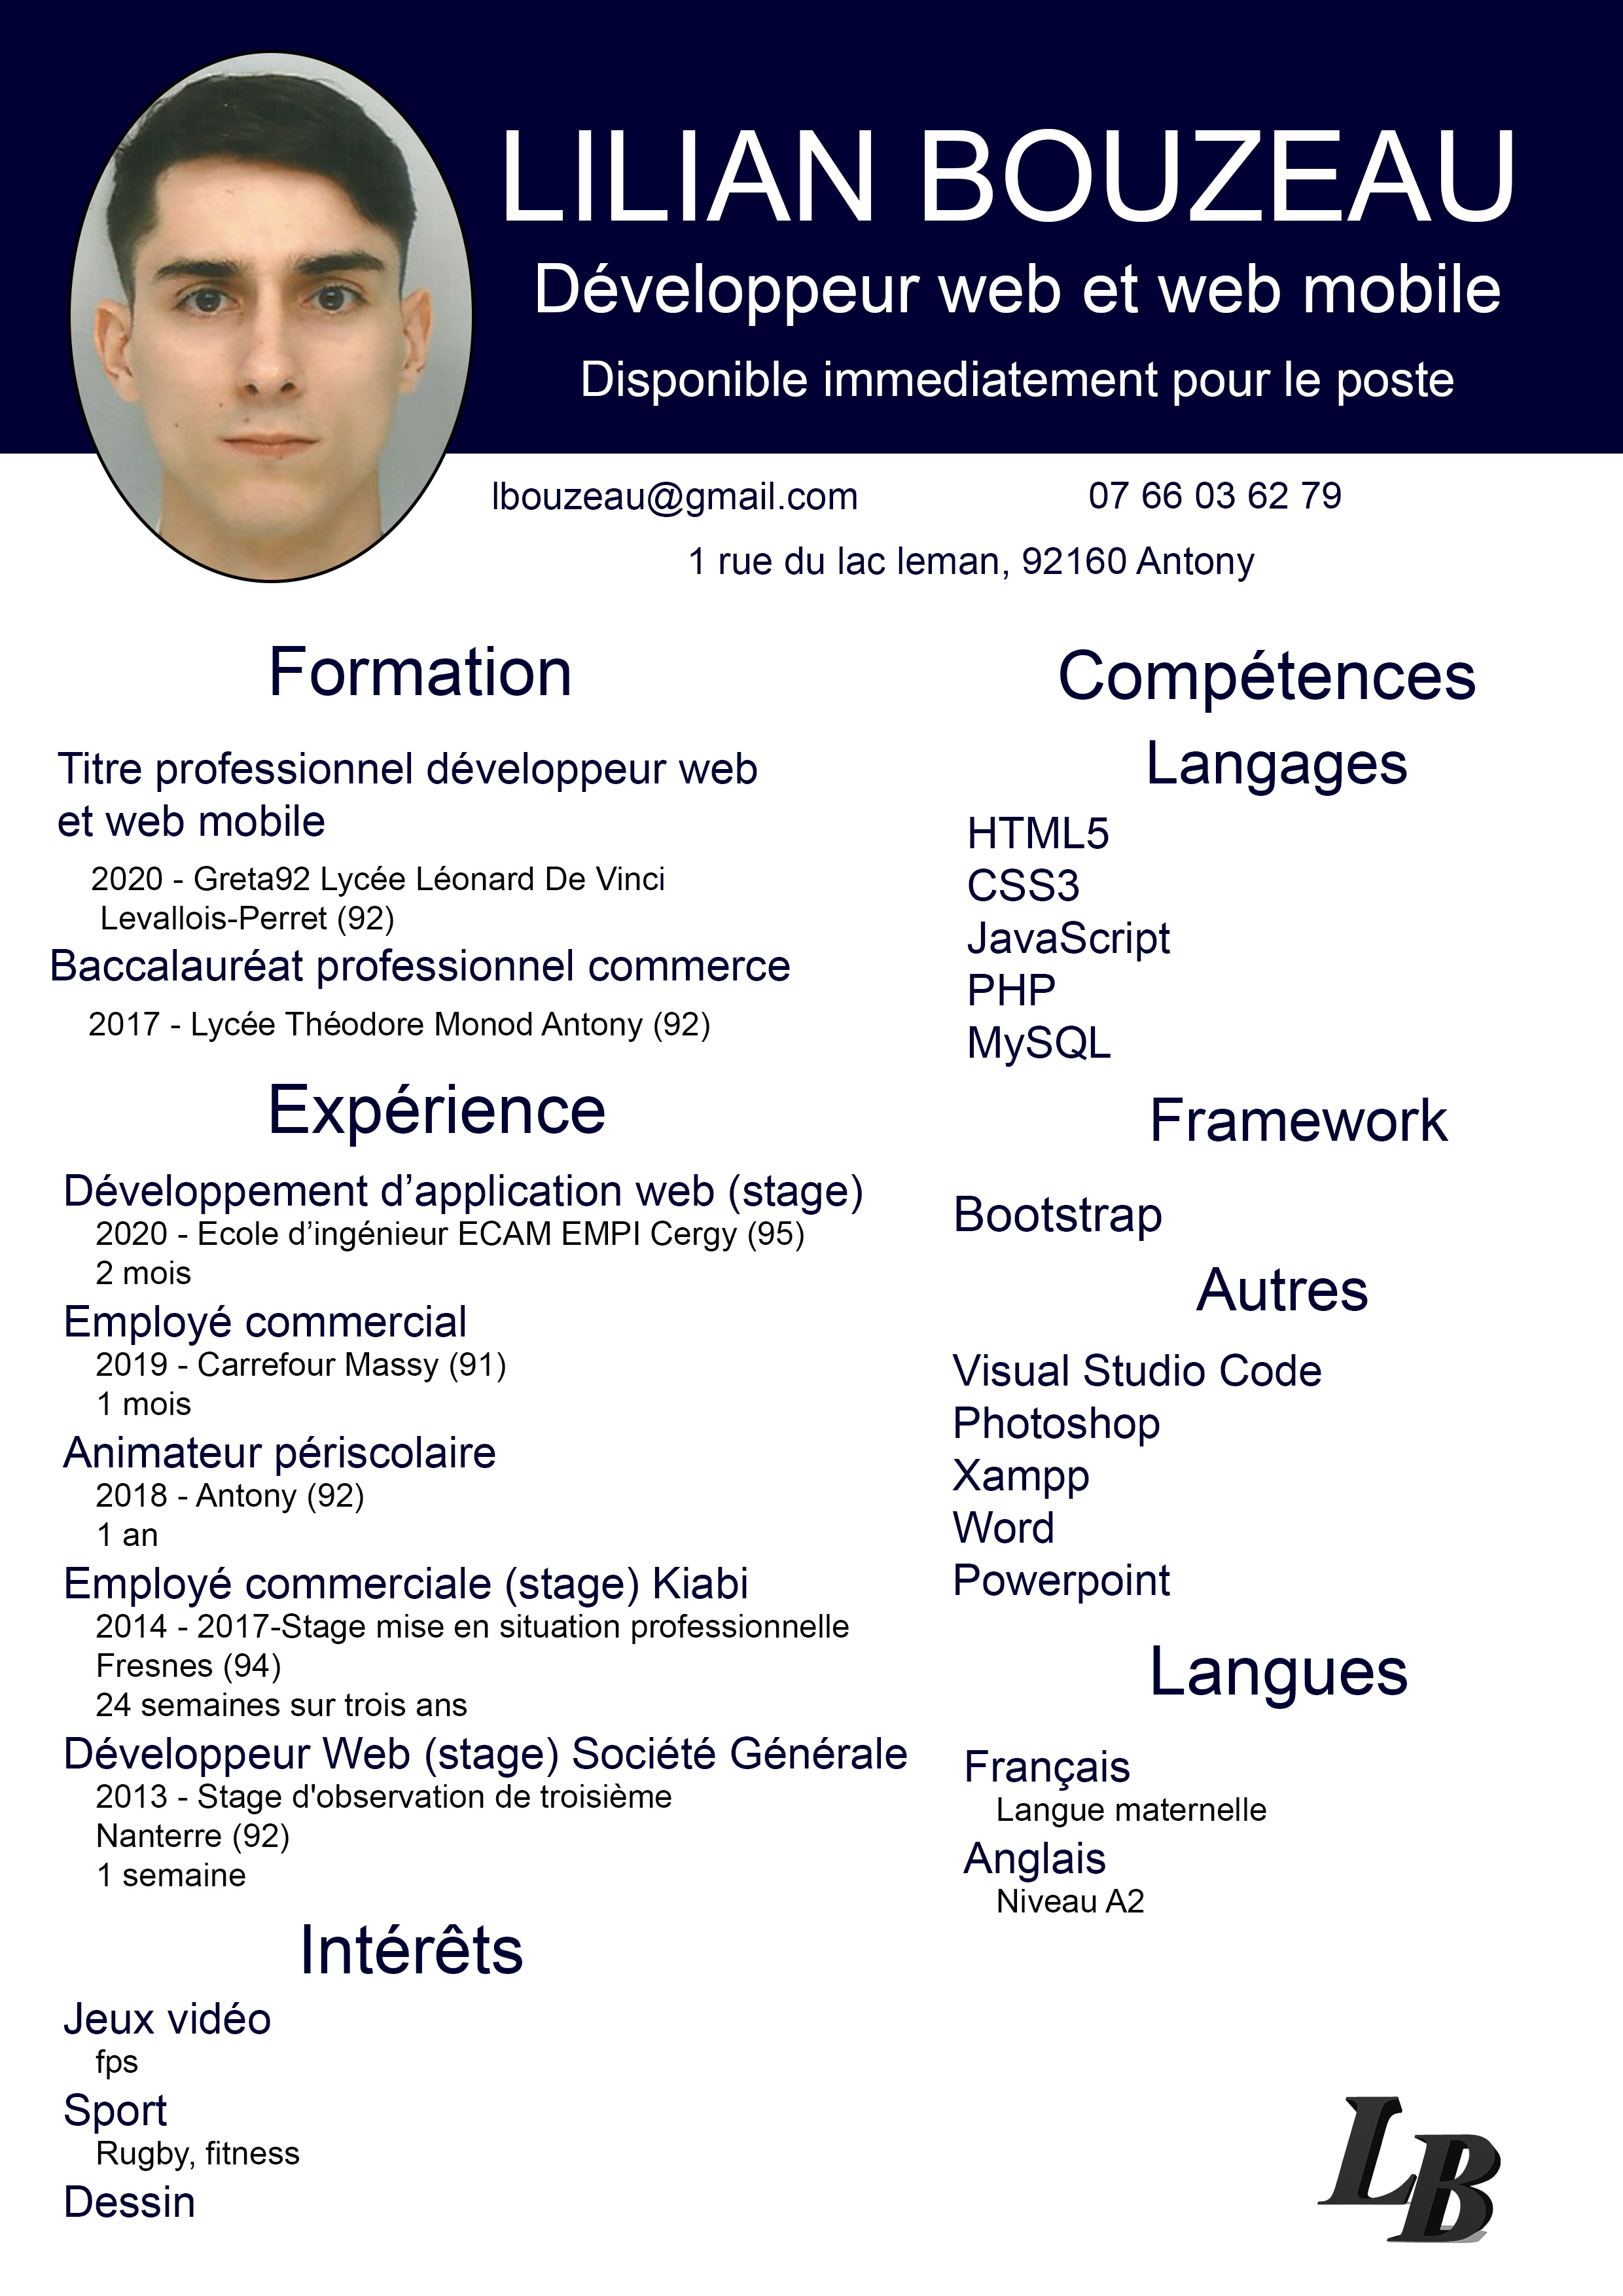 LILIAN BOUZEAU
Développeur web et web mobile
Disponible immediatement pour le poste
lbouzeau@gmail.com
07 66 03 62 79
1 rue du lac leman, 92160 Antony
Formation
Titre professionnel développeur web
et web mobile
2020 - Greta92 Lycée Léonard De Vinci
Levallois-Perret (92)
Baccalauréat professionnel commerce
2017 - Lycée Théodore Monod Antony (92)
Expérience
Développement d’application web (stage)
2020 - Ecole d’ingénieur ECAM EMPI Cergy (95)
2 mois
Employé commercial
2019 - Carrefour Massy (91)
1 mois
Animateur périscolaire
2018 - Antony (92)
1 an
Employé commerciale (stage) Kiabi
2014 - 2017-Stage mise en situation professionnelle
Fresnes (94)
24 semaines sur trois ans
Développeur Web (stage) Société Générale
2013 - Stage d'observation de troisième
Nanterre (92)
1 semaine
Intérêts
Jeux vidéo
fps
Sport
Rugby, fitness
Dessin
Compétences
Langages
HTML5
CSS3
JavaScript
PHP
MySQL
Framework
Bootstrap
Autres
Visual Studio Code
Photoshop
Xampp
Word
Powerpoint
Langues
Français
Langue maternelle
Anglais
Niveau A2
LB